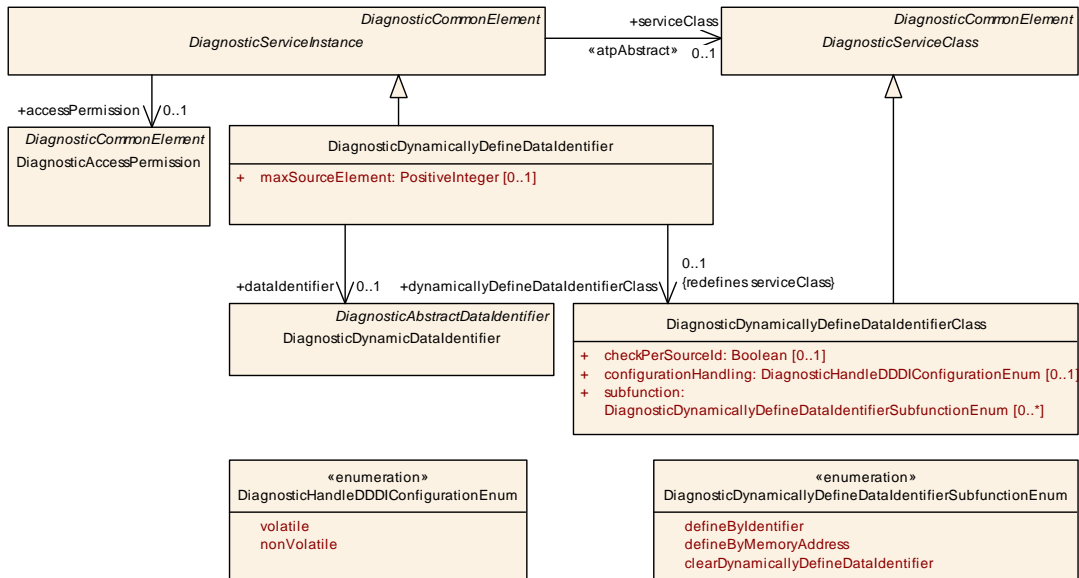 DiagnosticCommonElement
DiagnosticServiceInstance
+serviceClass
«atpAbstract»
0..1
DiagnosticCommonElement
DiagnosticServiceClass
+accessPermission
0..1
DiagnosticCommonElement
DiagnosticAccessPermission
DiagnosticDynamicallyDefineDataIdentifier
+ maxSourceElement: PositiveInteger [0..1]
+dataIdentifier
0..1
+dynamicallyDefineDataIdentifierClass
0..1
{redefines serviceClass}
DiagnosticAbstractDataIdentifier
DiagnosticDynamicDataIdentifier
DiagnosticDynamicallyDefineDataIdentifierClass
+ checkPerSourceId: Boolean [0..1]
+ configurationHandling: DiagnosticHandleDDDIConfigurationEnum [0..1]
+ subfunction:
DiagnosticDynamicallyDefineDataIdentifierSubfunctionEnum [0..*]
«enumeration»
DiagnosticHandleDDDIConfigurationEnum
volatile
nonVolatile
«enumeration»
DiagnosticDynamicallyDefineDataIdentifierSubfunctionEnum
defineByIdentifier
defineByMemoryAddress
clearDynamicallyDefineDataIdentifier